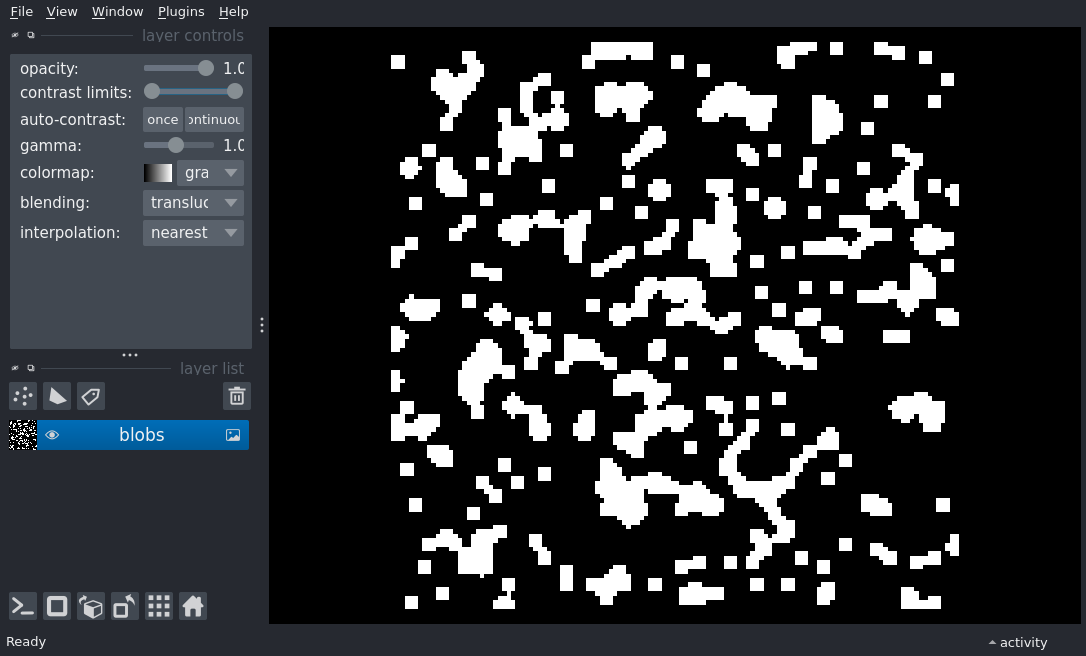 File View Window Plugins Help
layer controls
opacity: 1.0
contrast limits:
auto-contrast: once ontinuou
gamma: 1.0
colormap: gra
blending: transluc
interpolation: nearest
layer list
blobs
Ready
activity